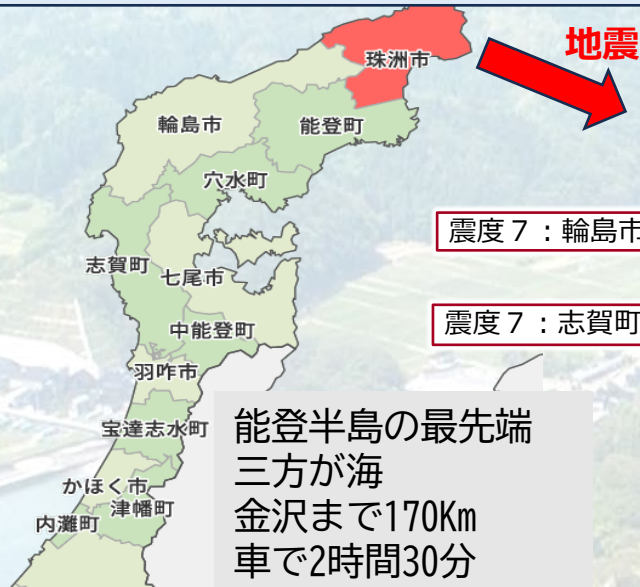 珠洲市
地震
輪島市
能登町
穴水町
震度７：輪島市
志賀町
七尾市
震度７：志賀町
中能登町
羽咋市
宝達志水町
能登半島の最先端
三方が海
金沢まで170Km
車で2時間30分
かほく市
津幡町
内灘町